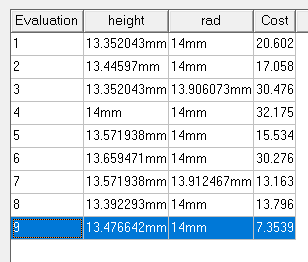 Evaluation height rad Cost
1 13.352043mm 14mm 20.602
2 13.44597mm 14mm 17.058
3 13.352043mm 13.906073mm 30.476
4 14mm 14mm 32.175
5 13.571938mm 14mm 15.534
6 13.659471mm 14mm 30.276
7 13.571938mm 13.912467mm 13.163
8 13.392293mm 14mm 13.796
9 13.476642mm 14mm 7.3539